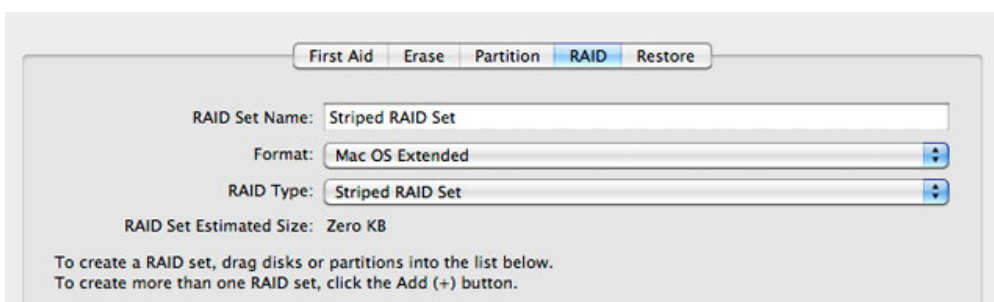 First Aid Erase Partition RAID Restore
RAID Set Name: Striped RAID Set
Format: Mac OS Extended
RAID Type: Striped RAID Set
RAID Set Estimated Size: Zero KB
To create a RAID set, drag disks or partitions into the list below.
To create more than one RAID set, click the Add (+) button.